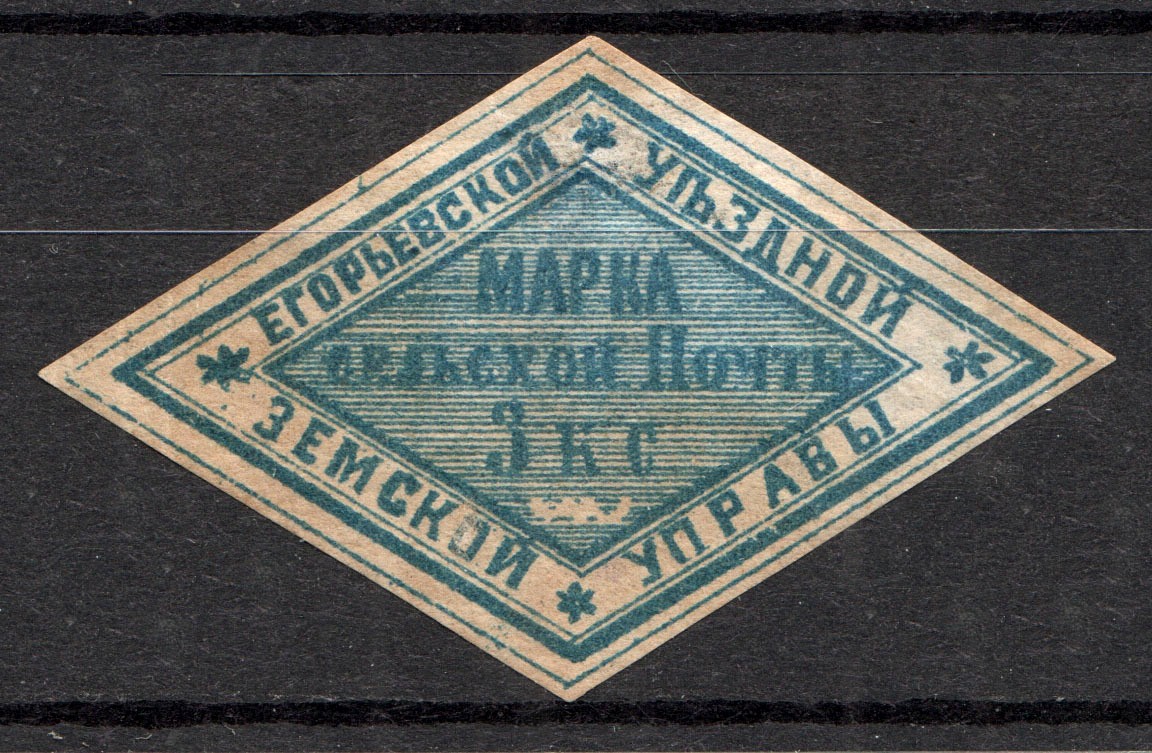 ЕГОРЬЕВСКОЙ
УѢЗДНОЙ
ЗЕМСКОЙ
УПРАВЫ
МАРКА
сельской Почты
3 к с